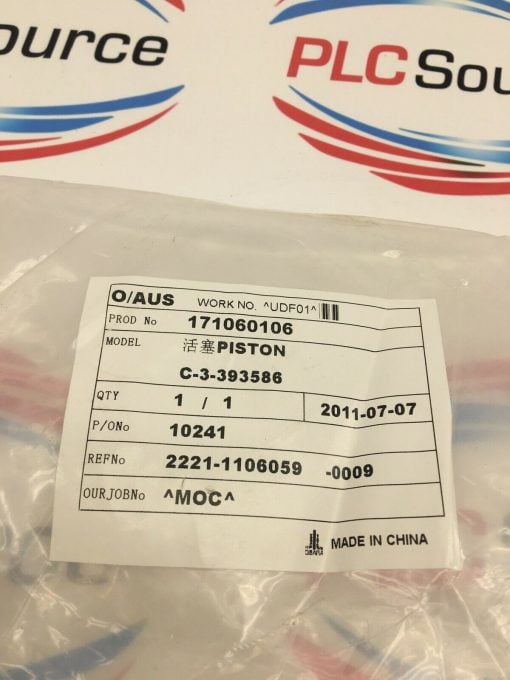 ource
PLC Sou
O/AUS WORK NO. ^UDF01^
PROD No 171060106
MODEL 活塞PISTON
C-3-393586
QTY 1 / 1 2011-07-07
P/ONo 10241
REFNo 2221-1106059 -0009
OURJOBNo ^MOC^
MADE IN CHINA